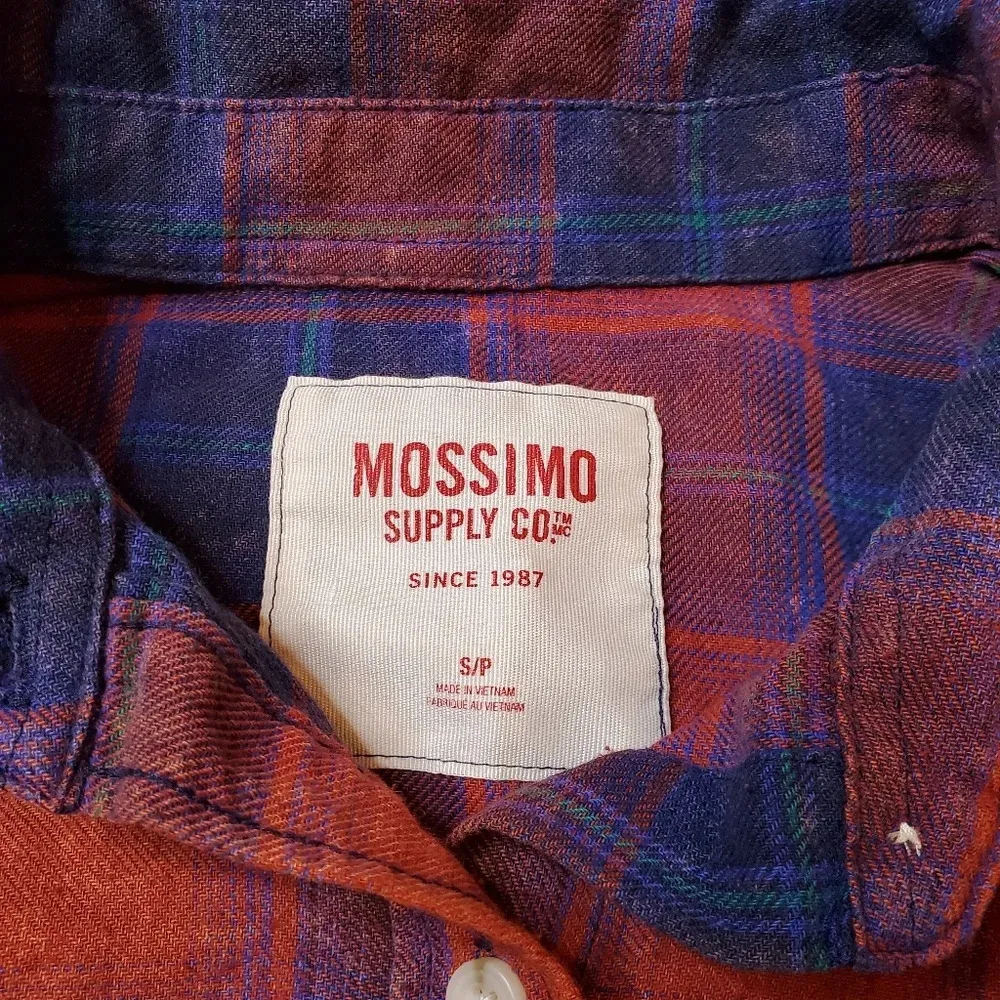 MOSSIMO
SUPPLY CO.™ MC
SINCE 1987
S/P
MADE IN VIETNAM
FABRIQUÉ AU VIETNAM